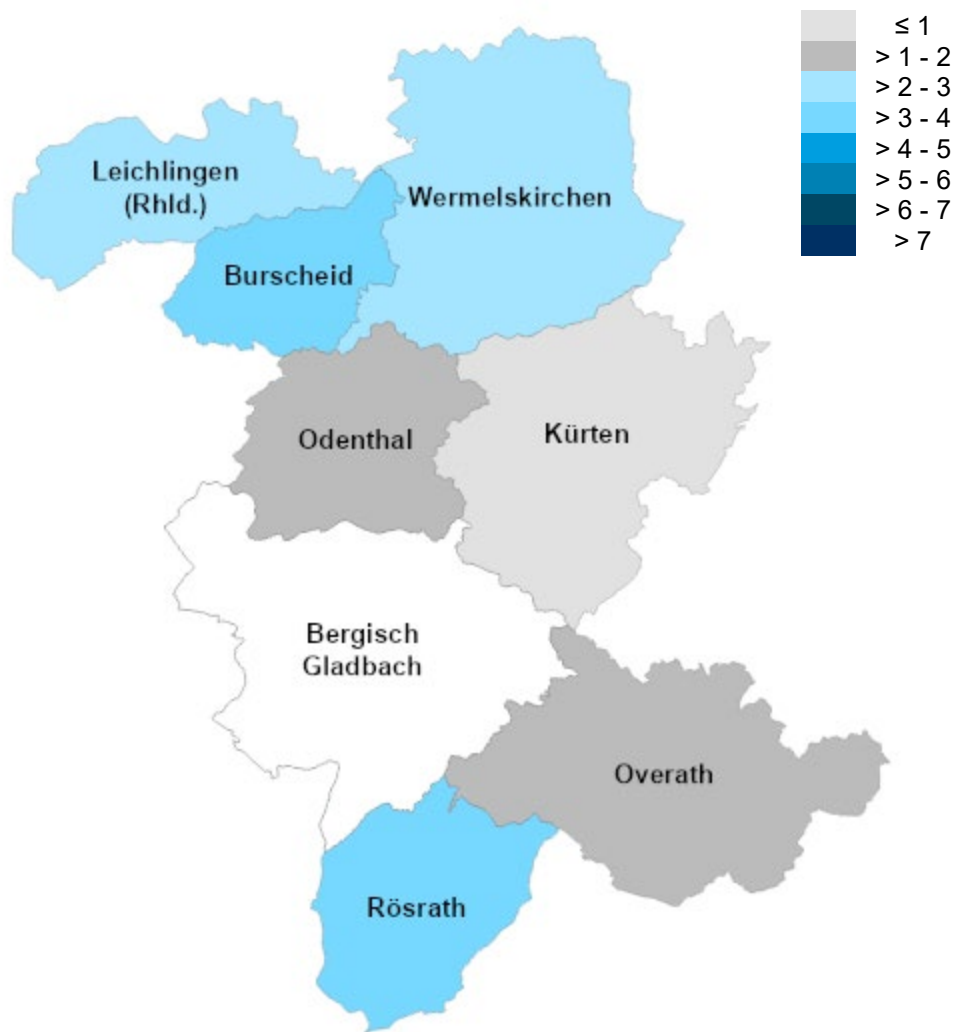 ≤ 1
> 1 - 2
> 2 - 3
> 3 - 4
> 4 - 5
> 5 - 6
> 6 - 7
> 7
Leichlingen
(Rhld.)
Wermelskirchen
Burscheid
Odenthal
Kürten
Bergisch
Gladbach
Overath
Rösrath